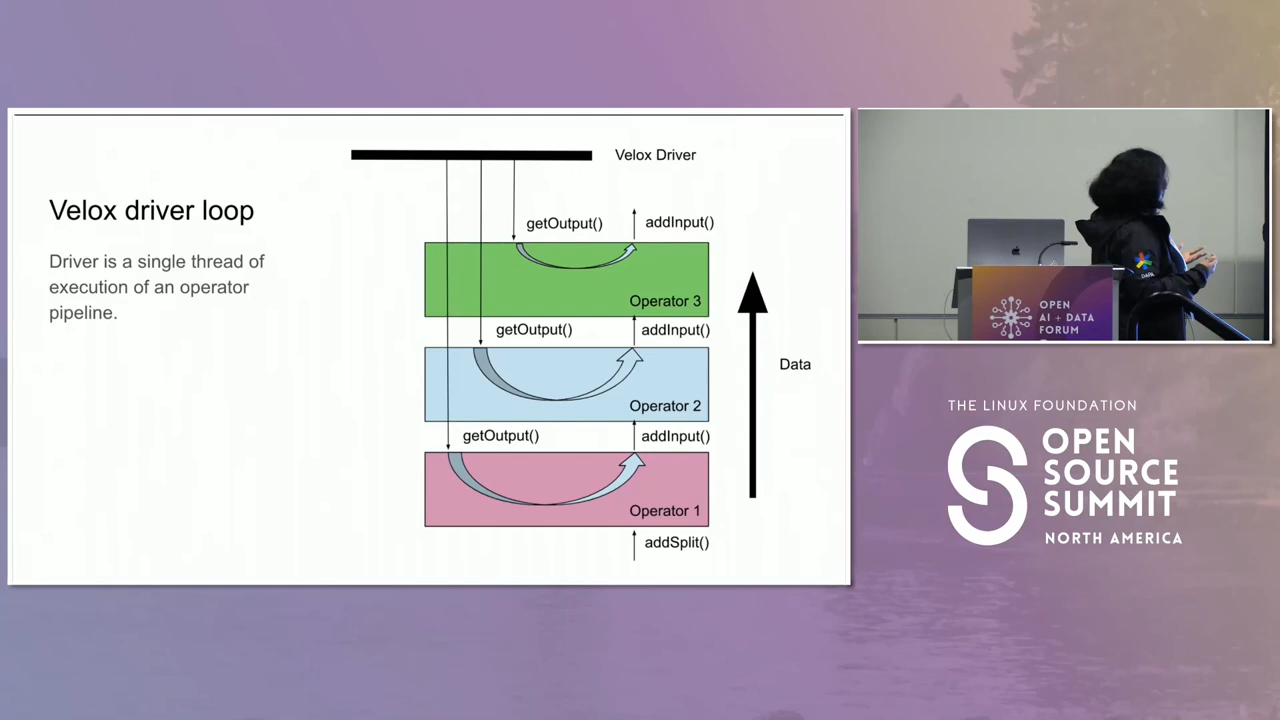 Velox driver loop
Driver is a single thread of
execution of an operator
pipeline.
Velox Driver
getOutput()
addInput()
Operator 3
getOutput()
addInput()
Operator 2
getOutput()
addInput()
Operator 1
addSplit()
Data
OPEN
AI + DATA
FORUM
THE LINUX FOUNDATION
OPEN
SOURCE
SUMMIT
NORTH AMERICA